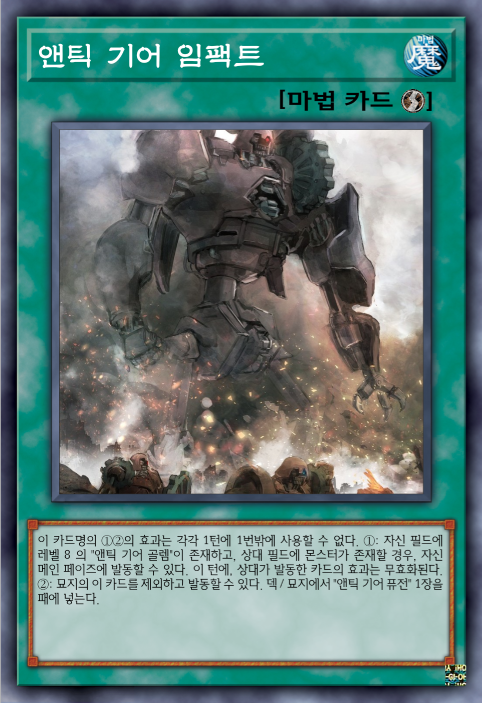 앤틱 기어 임팩트
마법
魔
[마법 카드]
이 카드명의 ①②의 효과는 각각 1턴에 1번밖에 사용할 수 없다. ①: 자신 필드에
레벨 8 의 "앤틱 기어 골렘"이 존재하고, 상대 필드에 몬스터가 존재할 경우, 자신
메인 페이즈에 발동할 수 있다. 이 턴에, 상대가 발동한 카드의 효과는 무효화된다.
②: 묘지의 이 카드를 제외하고 발동할 수 있다. 덱 / 묘지에서 "앤틱 기어 퓨전" 1장을
패에 넣는다.